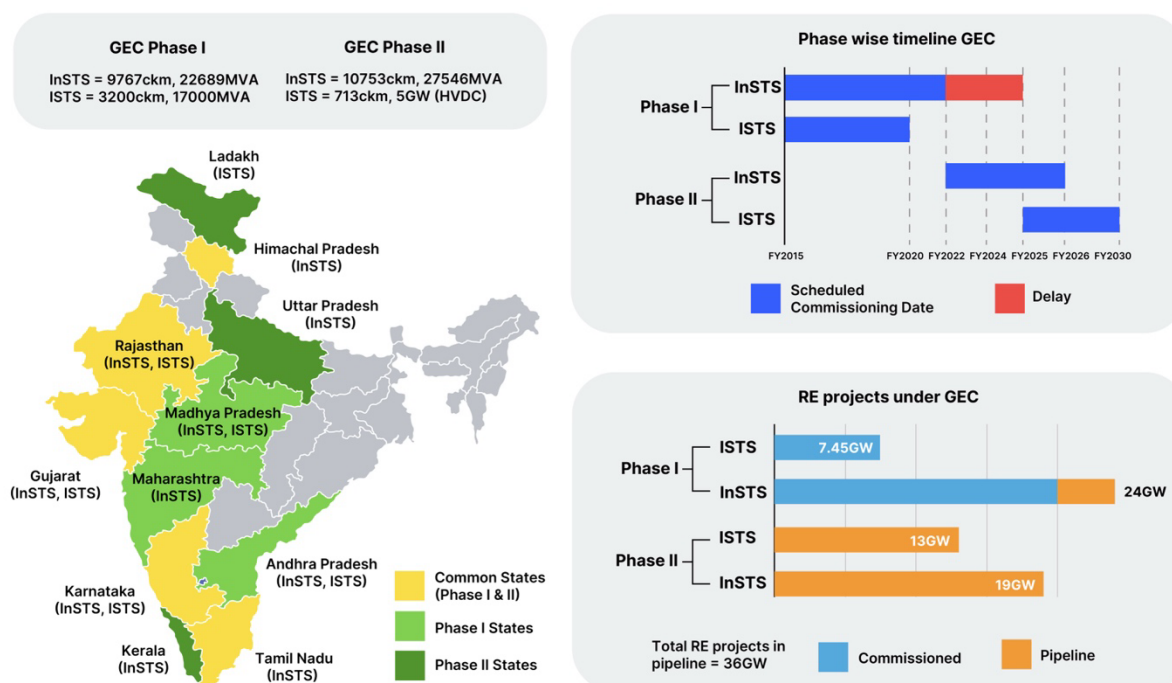 GEC Phase I
InSTS = 9767ckm, 22689MVA
ISTS = 3200ckm, 17000MVA
GEC Phase II
InSTS = 10753ckm, 27546MVA
ISTS = 713ckm, 5GW (HVDC)
Ladakh
(ISTS)
Himachal Pradesh
(InSTS)
Uttar Pradesh
(InSTS)
Rajasthan
(InSTS, ISTS)
Madhya Pradesh
(InSTS, ISTS)
Gujarat
(InSTS, ISTS)
Maharashtra
(InSTS)
Andhra Pradesh
(InSTS, ISTS)
Karnataka
(InSTS, ISTS)
Kerala
(InSTS)
Tamil Nadu
(InSTS)
Common States
(Phase I & II)
Phase I States
Phase II States
Phase wise timeline GEC
Phase I
InSTS
ISTS
Phase II
InSTS
ISTS
FY2015
FY2020
FY2022
FY2024
FY2025
FY2026
FY2030
Scheduled
Commissioning Date
Delay
RE projects under GEC
Phase I
ISTS
7.45GW
InSTS
24GW
Phase II
ISTS
13GW
InSTS
19GW
Total RE projects in
pipeline = 36GW
Commissioned
Pipeline